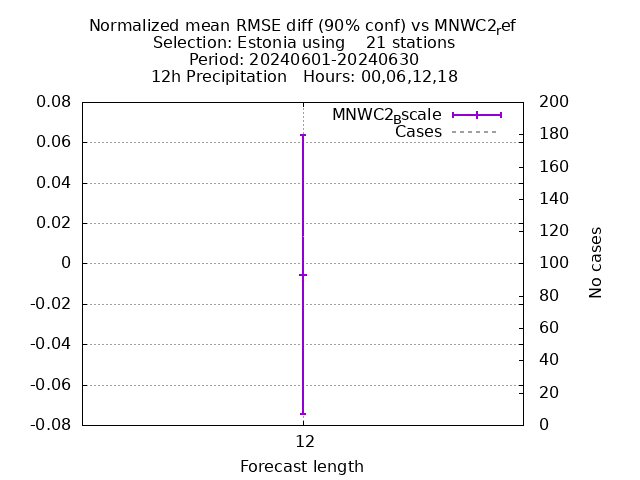 Normalized mean RMSE diff (90% conf) vs MNWC2ref
Selection: Estonia using 21 stations
Period: 20240601-20240630
12h Precipitation Hours: 00,06,12,18
MNWC2Bscale
Cases
0.08
0.06
0.04
0.02
0
-0.02
-0.04
-0.06
-0.08
200
180
160
140
120
100
80
60
40
20
0
No cases
12
Forecast length